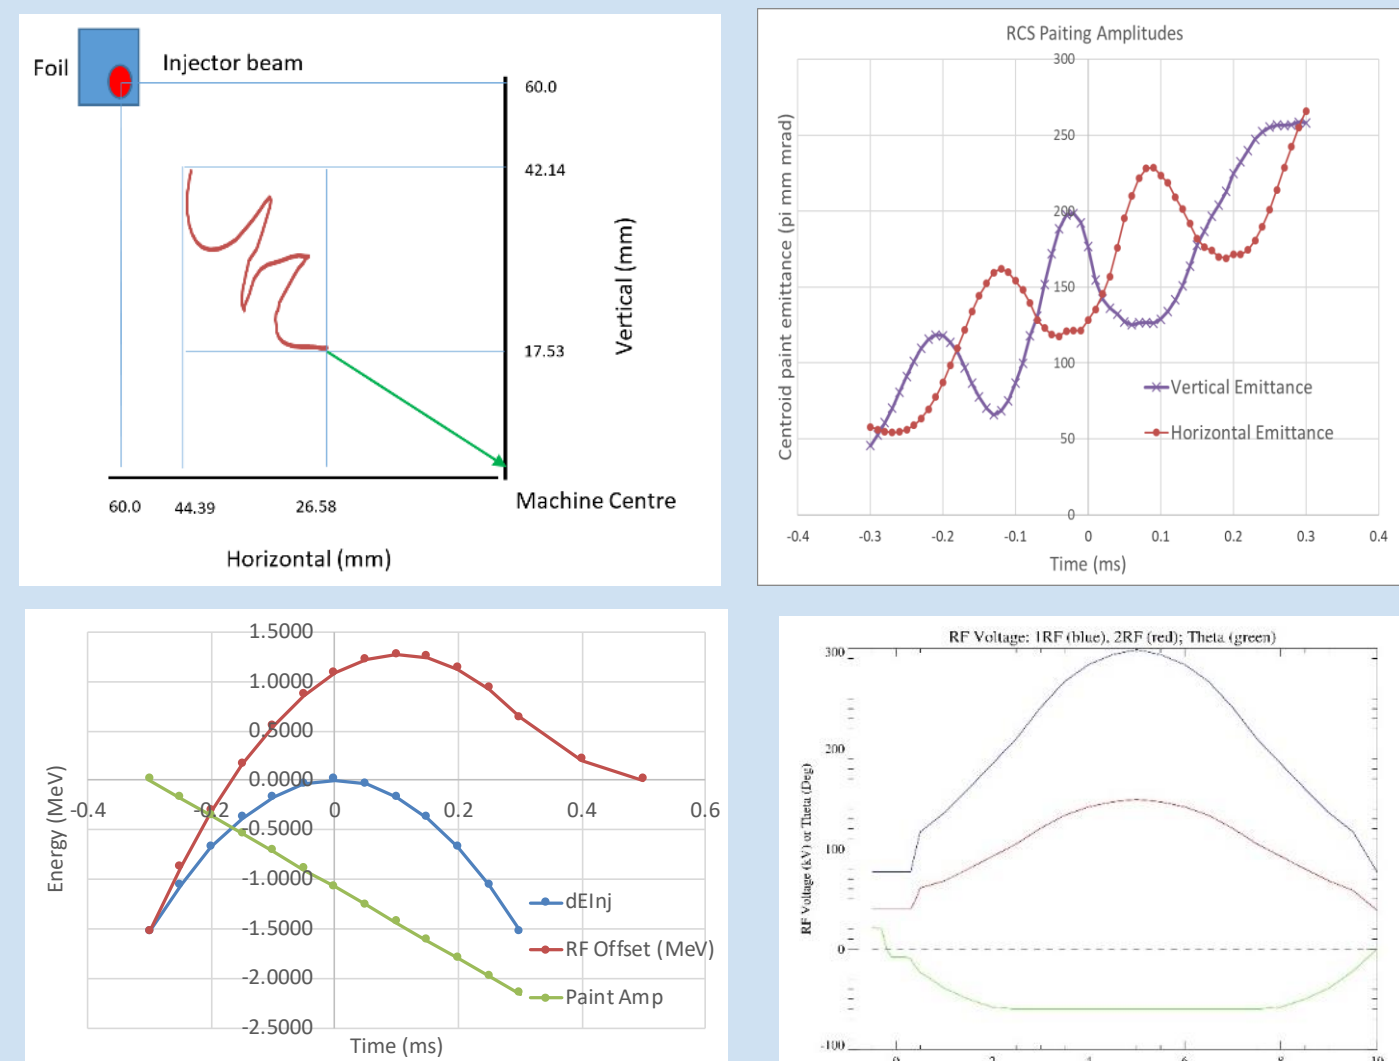 Foil
Injector beam
60.0
42.14
Vertical (mm)
17.53
Machine Centre
60.0 44.39 26.58
Horizontal (mm)
RCS Paiting Amplitudes
Centroid paint emittance (pi mm mrad)
300
250
200
150
100
50
0
-0.4 -0.3 -0.2 -0.1 0 0.1 0.2 0.3 0.4
Vertical Emittance
Horizontal Emittance
Time (ms)
Energy (MeV)
1.5000
1.0000
0.5000
0.0000
-0.4 -0.2 0 0.2 0.4 0.6
-0.5000
-1.0000
-1.5000
-2.0000
-2.5000
dEInj
RF Offset (MeV)
Paint Amp
Time (ms)
RF Voltage: 1RF (blue), 2RF (red); Theta (green)
RF Voltage (kV) or Theta (Deg)
300
200
100
0
-100
0 2 4 6 8 10